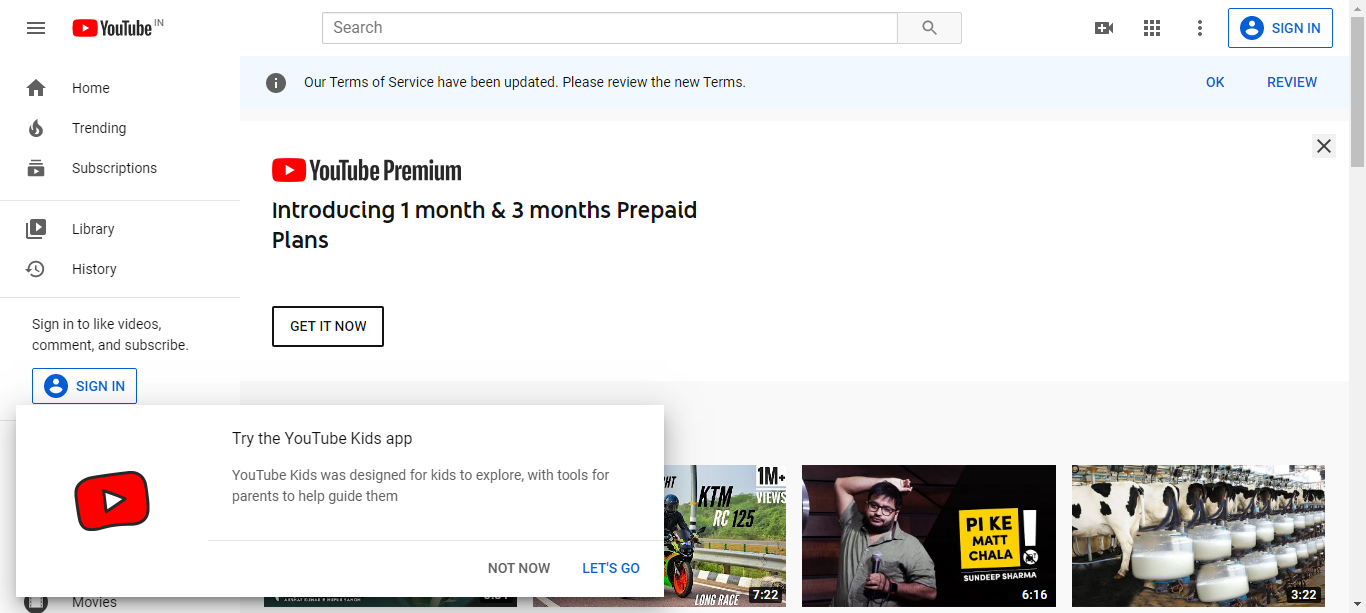 YouTube IN
Search
SIGN IN
Home
Trending
Subscriptions
Library
History
Sign in to like videos,
comment, and subscribe.
SIGN IN
Our Terms of Service have been updated. Please review the new Terms.
OK
REVIEW
YouTube Premium
Introducing 1 month & 3 months Prepaid
Plans
GET IT NOW
Try the YouTube Kids app
YouTube Kids was designed for kids to explore, with tools for
parents to help guide them
NOT NOW
LET'S GO
1M+
VIEWS
KTM
RC 125
LONG RACE
7:22
PI KE
MATT
CHALA
SUNDEEP SHARMA
6:16
3:22
Movies